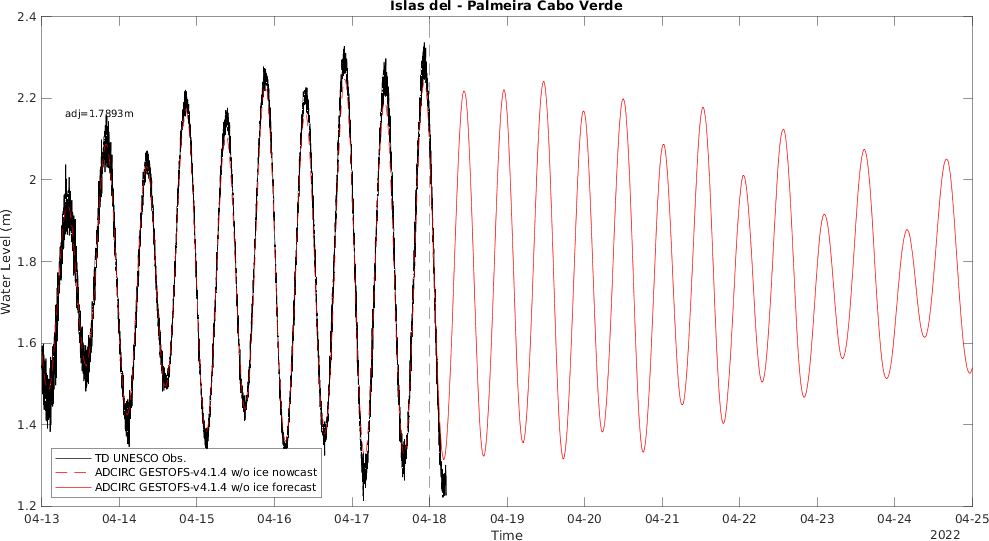 Islas del - Palmeira Cabo Verde
2.4
2.2
2
1.8
1.6
1.4
1.2
Water Level (m)
adj=1.7893m
TD UNESCO Obs.
ADCIRC GESTOFS-v4.1.4 w/o ice nowcast
ADCIRC GESTOFS-v4.1.4 w/o ice forecast
04-13 04-14 04-15 04-16 04-17 04-18 04-19 04-20 04-21 04-22 04-23 04-24 04-25
Time
2022